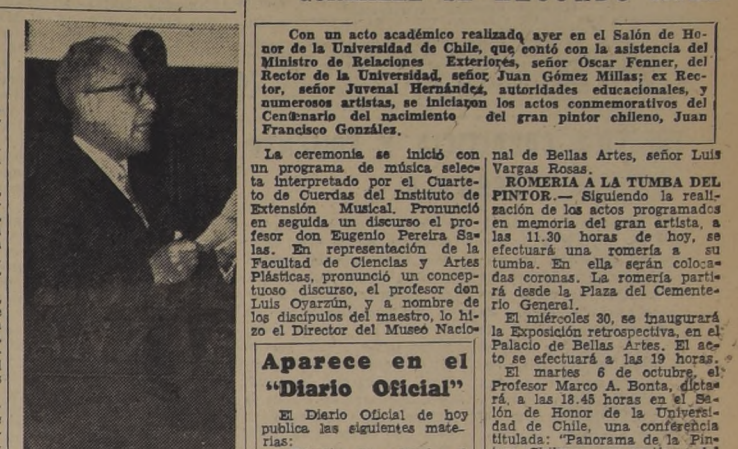 Con un acto académico realizado ayer en el Salón de Ho-
nor de la Universidad de Chile, que contó con la asistencia del
Ministro de Relaciones Exteriores, señor Oscar Fenner, del
Rector de la Universidad, señor Juan Gómez Millas; ex Rec-
tor, señor Juvenal Hernández, autoridades educacionales, y
numerosos artistas, se iniciaron los actos conmemorativos del
Centenario del nacimiento del gran pintor chileno, Juan
Francisco González.
La ceremonia se inició con
un programa de música selec-
ta interpretado por el Cuarte-
to de Cuerdas del Instituto de
Extensión Musical. Pronunció
en seguida un discurso el pro-
fesor don Eugenio Pereira Sa-
las. En representación de la
Facultad de Ciencias y Artes
Plásticas, pronunció un concep-
tuoso discurso, el profesor don
Luis Oyarzún, y a nombre de
los discípulos del maestro, lo hi-
zo el Director del Museo Nacio-
nal de Bellas Artes, señor Luis
Vargas Rosas.
ROMERIA A LA TUMBA DEL
PINTOR.— Siguiendo la reali-
zación de los actos programados
en memoria del gran artista, a
las 11.30 horas de hoy, se
efectuará una romería a su
tumba. En ella serán coloca-
das coronas. La romería parti-
rá desde la Plaza del Cemente-
rio General.
El miércoles 30, se inaugurará
la Exposición retrospectiva, en el
Palacio de Bellas Artes. El ac-
to se efectuará a las 19 horas.
El martes 6 de octubre, el
Profesor Marco A. Bonta, dicta-
rá, a las 18.45 horas en el Sa-
lón de Honor de la Universi-
dad de Chile, una conferencia
titulada: "Panorama de la Pin-
Aparece en el
"Diario Oficial"
El Diario Oficial de hoy
publica las siguientes mate-
rias: